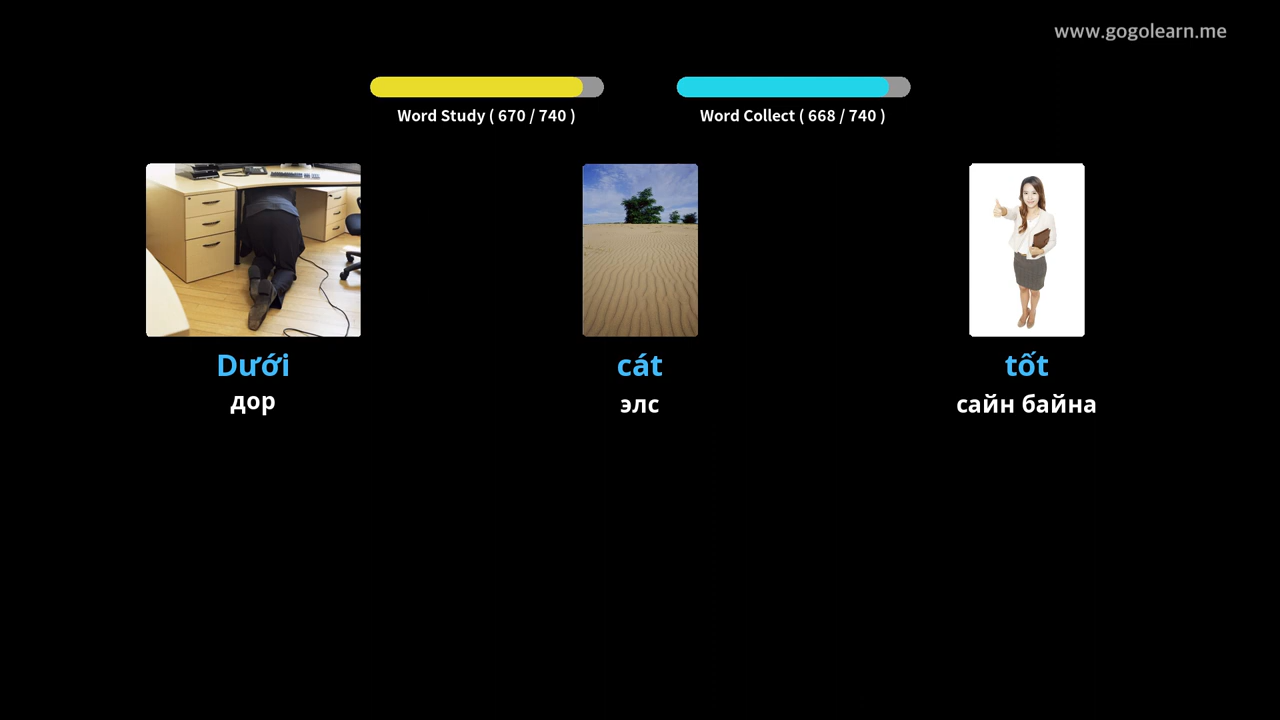 www.gogolearn.me
Word Study ( 670 / 740 )
Word Collect ( 668 / 740 )
Dưới
дор
cát
элс
tốt
сайн байна